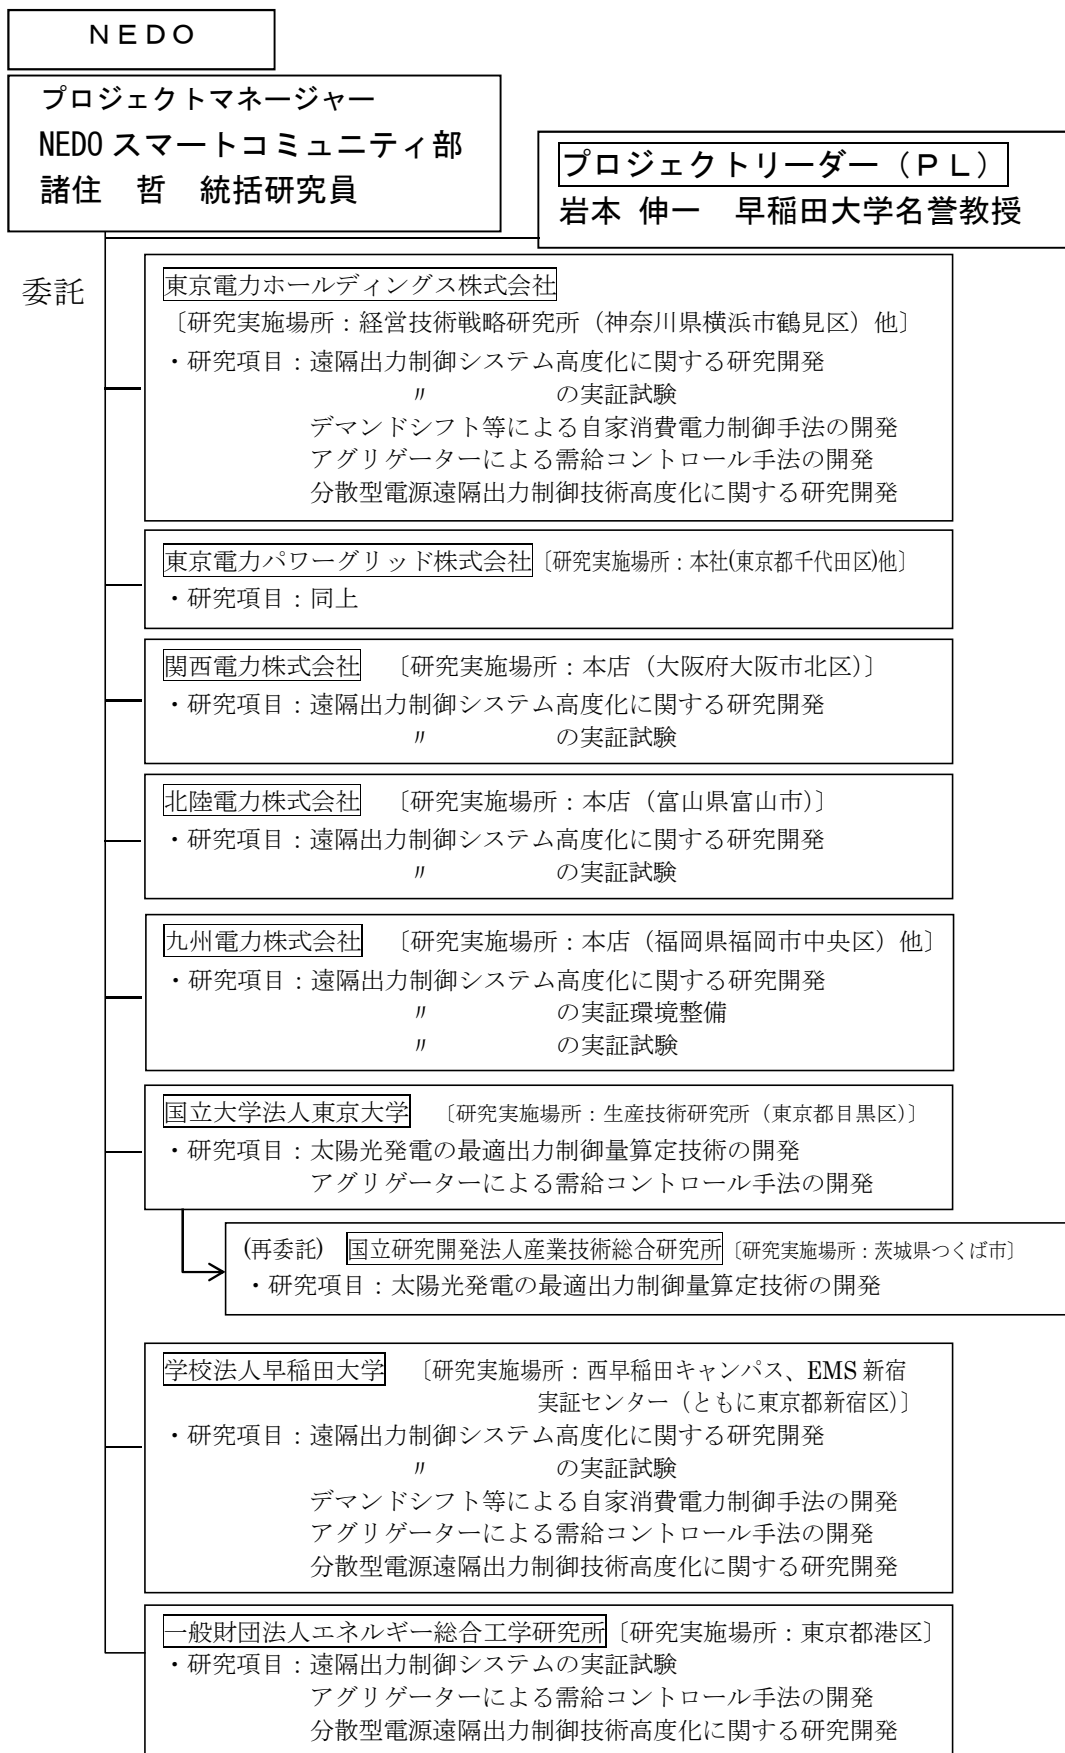 ＮＥＤＯ
プロジェクトマネージャー
NEDO スマートコミュニティ部
諸住　哲　統括研究員
プロジェクトリーダー（ＰＬ）
岩本 伸一　早稲田大学名誉教授
委託
東京電力ホールディングス株式会社
〔研究実施場所：経営技術戦略研究所（神奈川県横浜市鶴見区）他〕
・研究項目：遠隔出力制御システム高度化に関する研究開発
〃　　　　　の実証試験
デマンドシフト等による自家消費電力制御手法の開発
アグリゲーターによる需給コントロール手法の開発
分散型電源遠隔出力制御技術高度化に関する研究開発
東京電力パワーグリッド株式会社〔研究実施場所：本社(東京都千代田区)他〕
・研究項目：同上
関西電力株式会社　〔研究実施場所：本店（大阪府大阪市北区）〕
・研究項目：遠隔出力制御システム高度化に関する研究開発
〃　　　　　の実証試験
北陸電力株式会社　〔研究実施場所：本店（富山県富山市）〕
・研究項目：遠隔出力制御システム高度化に関する研究開発
〃　　　　　の実証試験
九州電力株式会社　〔研究実施場所：本店（福岡県福岡市中央区）他〕
・研究項目：遠隔出力制御システム高度化に関する研究開発
〃　　　　　の実証環境整備
〃　　　　　の実証試験
国立大学法人東京大学　〔研究実施場所：生産技術研究所（東京都目黒区）〕
・研究項目：太陽光発電の最適出力制御量算定技術の開発
アグリゲーターによる需給コントロール手法の開発
(再委託)　国立研究開発法人産業技術総合研究所〔研究実施場所：茨城県つくば市〕
・研究項目：太陽光発電の最適出力制御量算定技術の開発
学校法人早稲田大学　〔研究実施場所：西早稲田キャンパス、EMS 新宿
実証センター（ともに東京都新宿区）〕
・研究項目：遠隔出力制御システム高度化に関する研究開発
〃　　　　　の実証試験
デマンドシフト等による自家消費電力制御手法の開発
アグリゲーターによる需給コントロール手法の開発
分散型電源遠隔出力制御技術高度化に関する研究開発
一般財団法人エネルギー総合工学研究所〔研究実施場所：東京都港区〕
・研究項目：遠隔出力制御システムの実証試験
アグリゲーターによる需給コントロール手法の開発
分散型電源遠隔出力制御技術高度化に関する研究開発